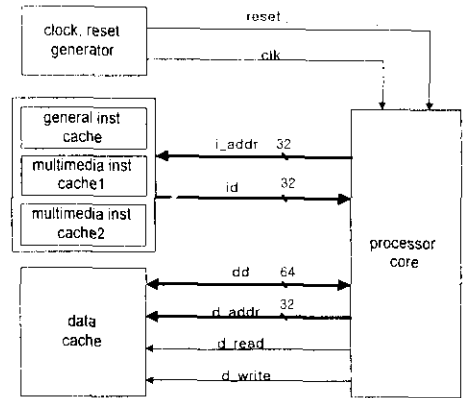 reset
clock, reset
generator
clk
general inst
cache
multimedia inst
cache1
multimedia inst
cache2
i_addr 32
id 32
processor
core
dd 64
d_addr 32
d_read
d_write
data
cache